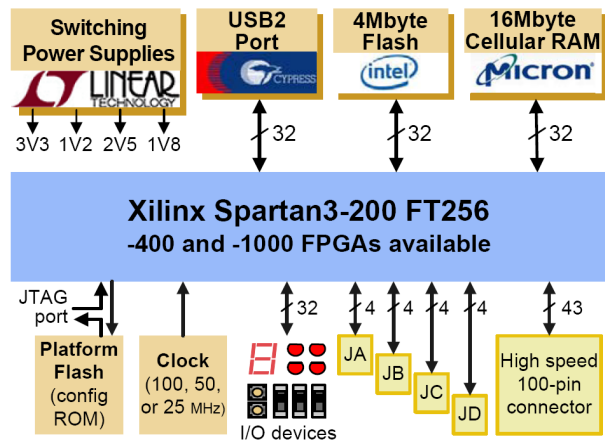 Switching
Power Supplies
LINEAR
TECHNOLOGY
USB2
Port
CYPRESS
4Mbyte
Flash
intel
16Mbyte
Cellular RAM
Micron
3V3 1V2 2V5 1V8
32
32
32
Xilinx Spartan3-200 FT256
-400 and -1000 FPGAs available
JTAG
port
32
4
4
4
4
43
Platform
Flash
(config
ROM)
Clock
(100, 50,
or 25 MHz)
I/O devices
JA
JB
JC
JD
High speed
100-pin
connector